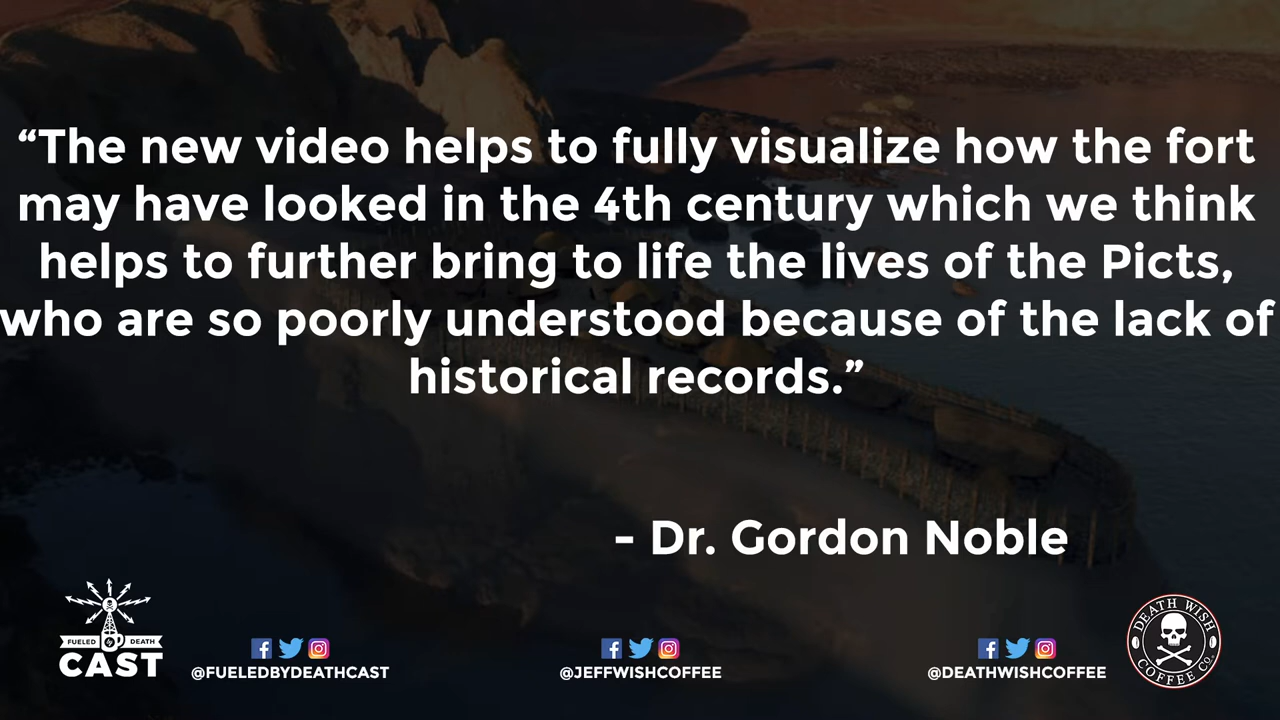 “The new video helps to fully visualize how the fort
may have looked in the 4th century which we think
helps to further bring to life the lives of the Picts,
who are so poorly understood because of the lack of
historical records.”
- Dr. Gordon Noble
FUELED DEATH
CAST
@FUELEDBYDEATHCAST
@JEFFWISHCOFFEE
@DEATHWISHCOFFEE
DEATH WISH
COFFEE Co.